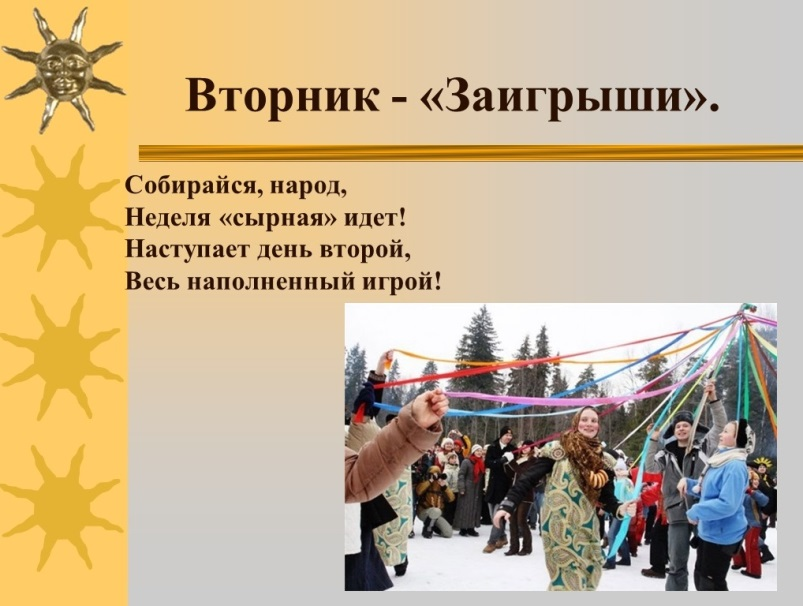 Вторник - «Заигрыши».
Собирайся, народ,
Неделя «сырная» идет!
Наступает день второй,
Весь наполненный игрой!